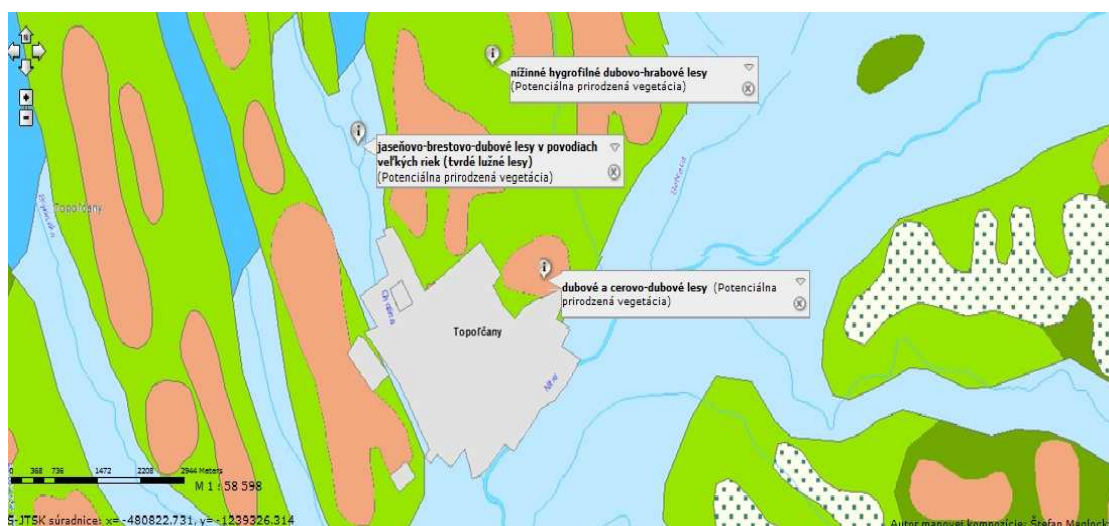 N
nížinné hygrofilné dubovo-hrabové lesy
(Potenciálna prirodzená vegetácia)
jaseňovo-brestovo-dubové lesy v povodiach
veľkých riek (tvrdé lužné lesy)
(Potenciálna prirodzená vegetácia)
Topoľčany
dubové a cerovo-dubové lesy (Potenciálna
prirodzená vegetácia)
Chotina
Topoľčany
0 368 736 1472 2208 2944 Meters
M 1 : 58 598
S-JTSK súradnice: x= -480822.731, y= -1239326.314
Autor mapovej kompozície: Štefan Maglock